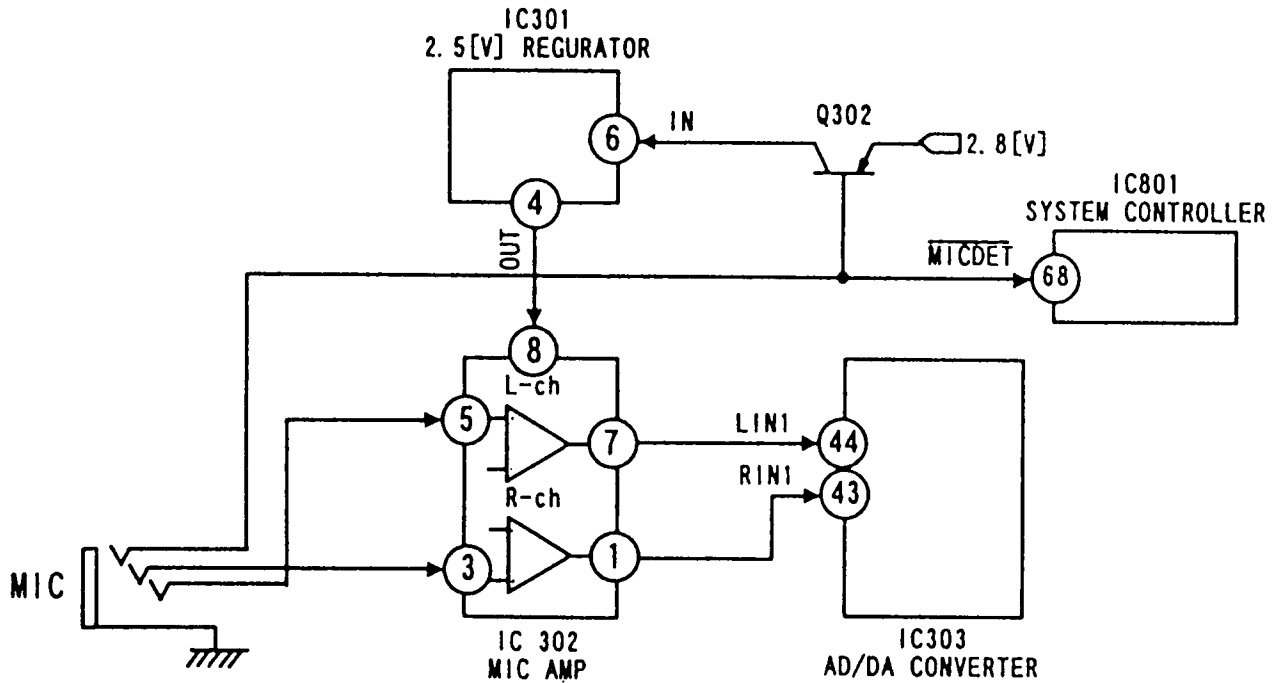 IC301
2.5[V] REGURATOR
6
IN
Q302
2.8[V]
4
OUT
IC801
SYSTEM CONTROLLER
MICDET
68
8
L-ch
5
7
LIN1
44
RIN1
43
R-ch
3
1
MIC
IC 302
MIC AMP
IC303
AD/DA CONVERTER